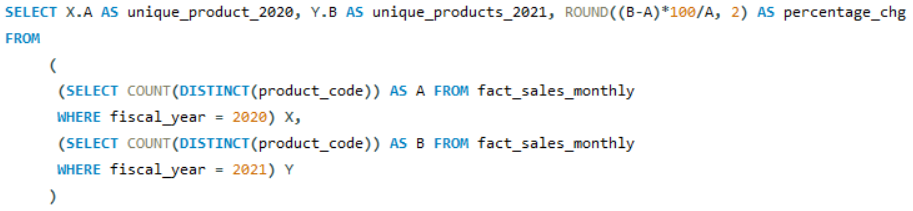 SELECT X.A AS unique_product_2020, Y.B AS unique_products_2021, ROUND((B-A)*100/A, 2) AS percentage_chg
FROM
(
(SELECT COUNT(DISTINCT(product_code)) AS A FROM fact_sales_monthly
WHERE fiscal_year = 2020) X,
(SELECT COUNT(DISTINCT(product_code)) AS B FROM fact_sales_monthly
WHERE fiscal_year = 2021) Y
)